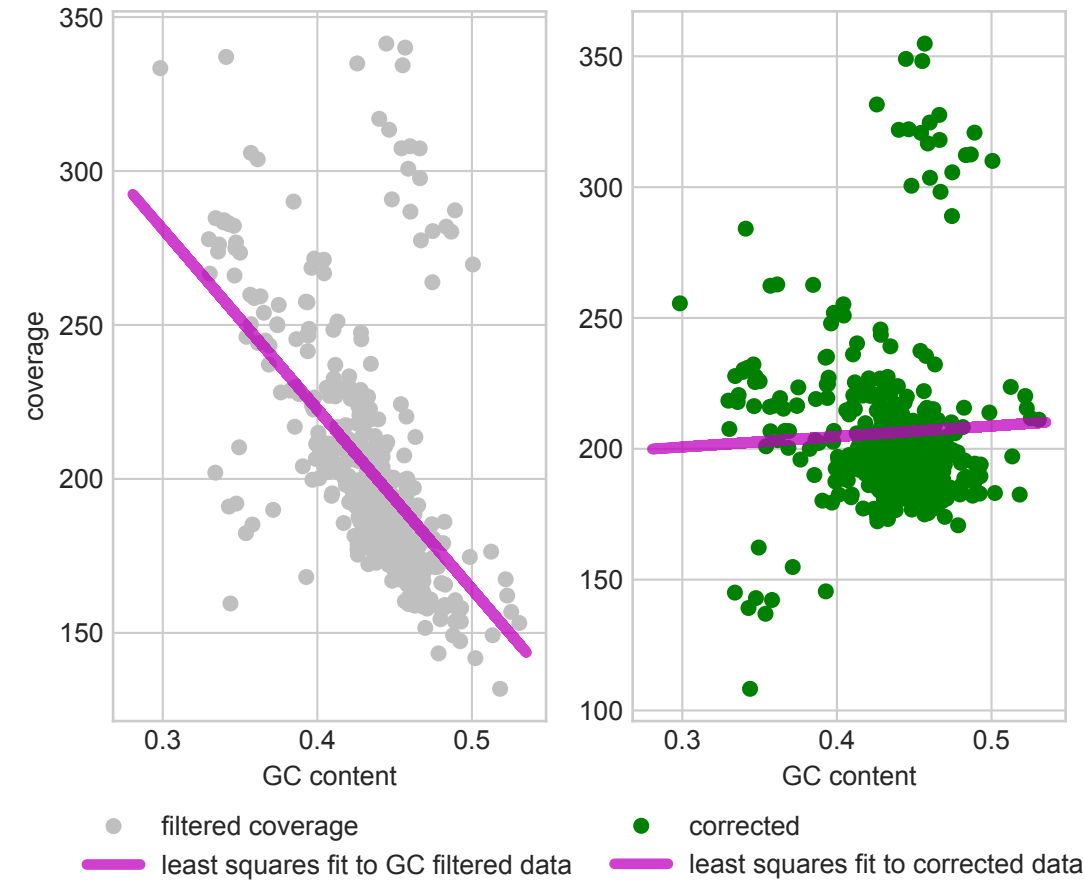 350
300
250
200
150
coverage
0.3 0.4 0.5
GC content
350
300
250
200
150
100
0.3 0.4 0.5
GC content
filtered coverage
least squares fit to GC filtered data
corrected
least squares fit to corrected data